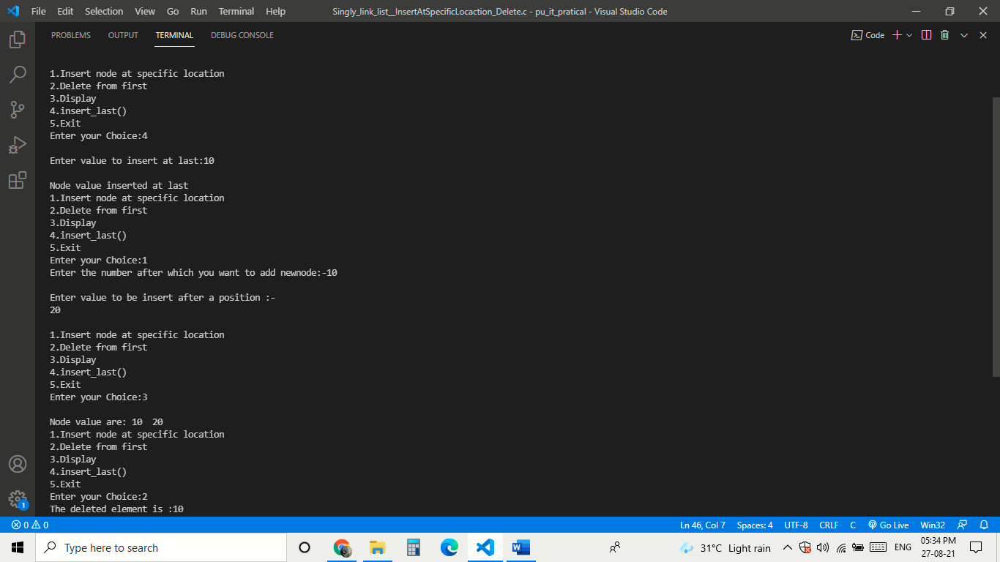 File Edit Selection View Go Run Terminal Help Singly_link_list__InsertAtSpecificLocaction_Delete.c - pu_it_pratical - Visual Studio Code
PROBLEMS OUTPUT TERMINAL DEBUG CONSOLE Code
1.Insert node at specific location
2.Delete from first
3.Display
4.insert_last()
5.Exit
Enter your Choice:4
Enter value to insert at last:10
Node value inserted at last
1.Insert node at specific location
2.Delete from first
3.Display
4.insert_last()
5.Exit
Enter your Choice:1
Enter the number after which you want to add newnode:-10
Enter value to be insert after a position :-
20
1.Insert node at specific location
2.Delete from first
3.Display
4.insert_last()
5.Exit
Enter your Choice:3
Node value are: 10  20
1.Insert node at specific location
2.Delete from first
3.Display
4.insert_last()
5.Exit
Enter your Choice:2
The deleted element is :10
1
0 0 Ln 46, Col 7 Spaces: 4 UTF-8 CRLF C Go Live Win32
Type here to search 31°C Light rain ENG 05:34 PM
27-08-21